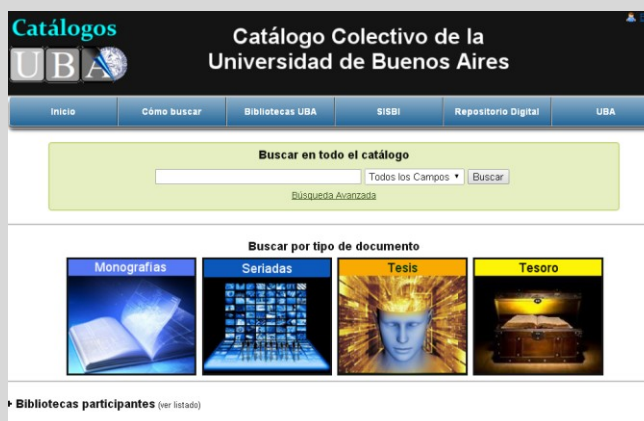 Catálogos
UBA
Catálogo Colectivo de la
Universidad de Buenos Aires
Inicio
Cómo buscar
Bibliotecas UBA
SISBI
Repositorio Digital
UBA
Buscar en todo el catálogo
Todos los Campos
Buscar
Búsqueda Avanzada
Buscar por tipo de documento
Monografias
Seriadas
Tesis
Tesoro
Bibliotecas participantes (ver listado)